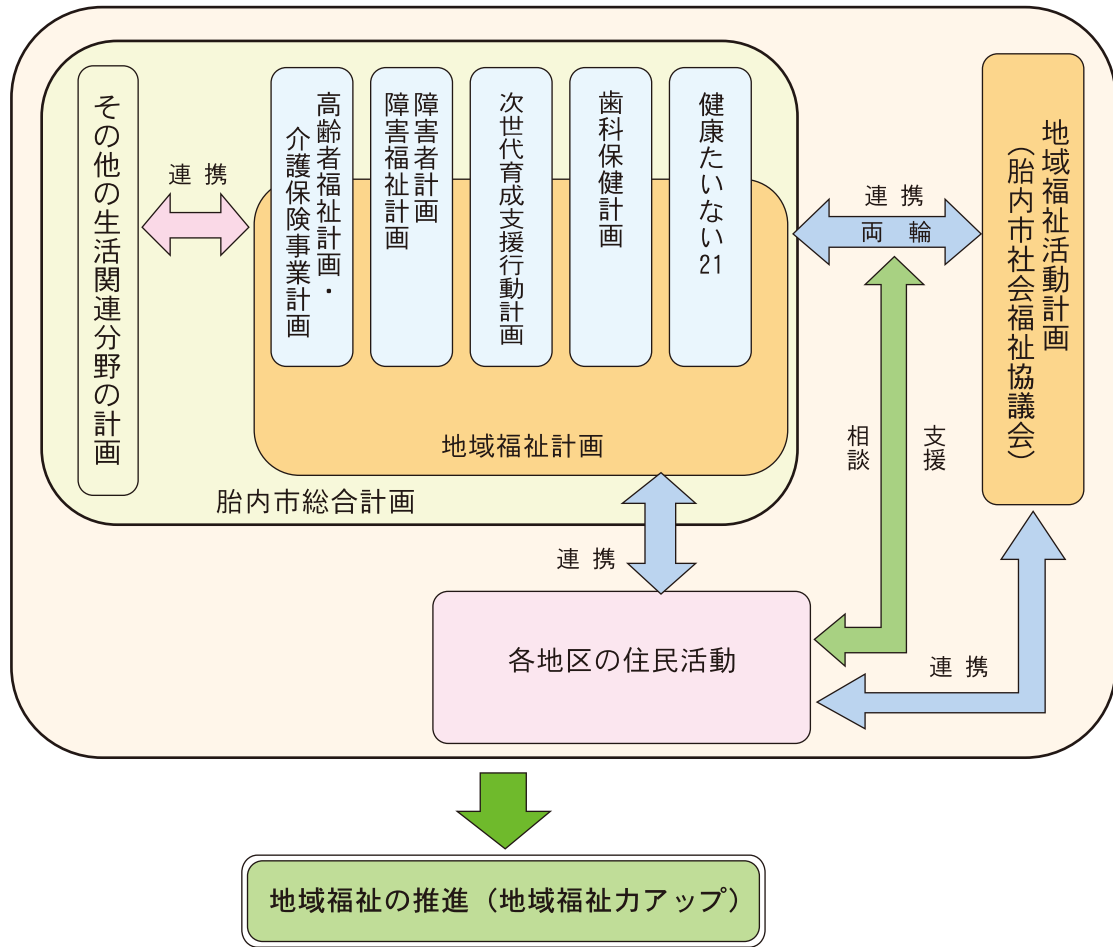 その他の生活関連分野の計画
連携
高齢者福祉計画・
介護保険事業計画
障害者計画
障害福祉計画
次世代育成支援行動計画
歯科保健計画
健康たいない21
地域福祉計画
胎内市総合計画
連携
両輪
地域福祉活動計画
（胎内市社会福祉協議会）
相談
支援
連携
各地区の住民活動
連携
地域福祉の推進（地域福祉力アップ）